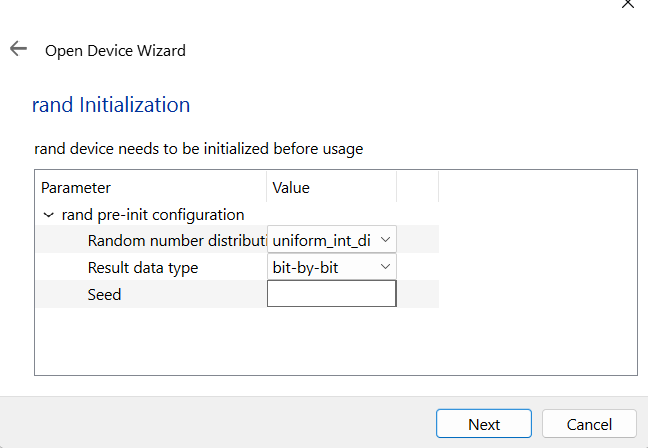 Open Device Wizard
rand Initialization
rand device needs to be initialized before usage
Parameter Value
rand pre-init configuration
Random number distributi uniform_int_di
Result data type bit-by-bit
Seed
Next Cancel